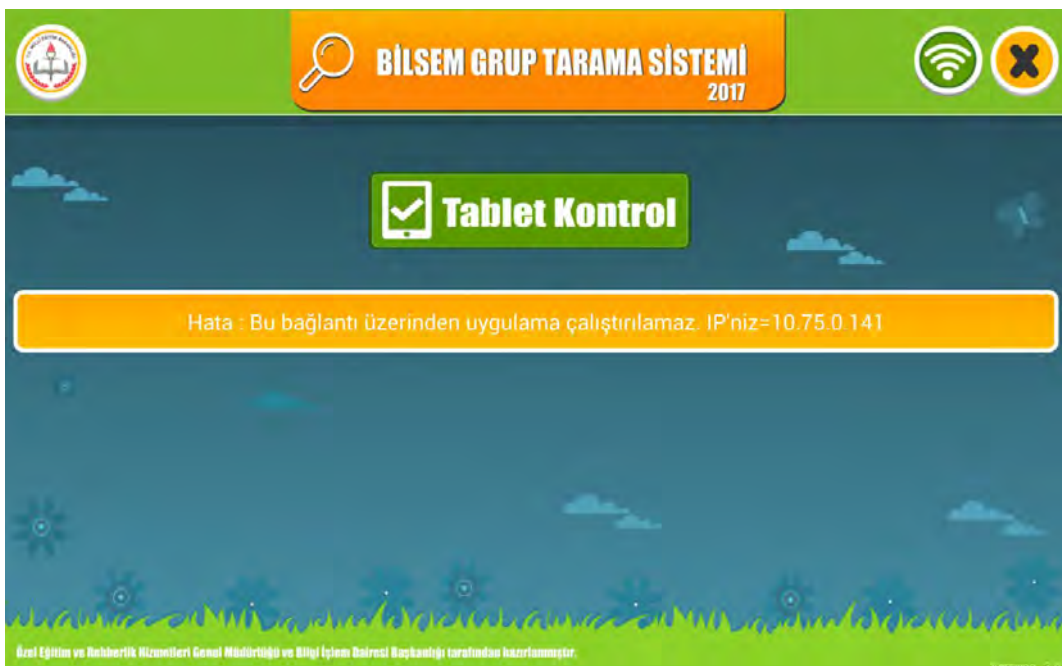 BİLSEM GRUP TARAMA SİSTEMİ
2017
Tablet Kontrol
Hata : Bu bağlantı üzerinden uygulama çalıştırılamaz. IP'niz=10.75.0.141
Özel Eğitim ve Rehberlik Hizmetleri Genel Müdürlüğü ve Bilgi İşlem Dairesi Başkanlığı tarafından hazırlanmıştır.